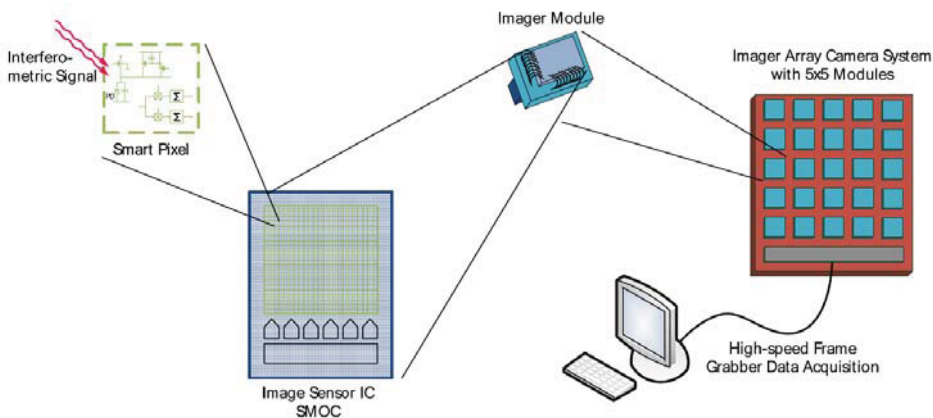 Imager Module
Interfero-
metric Signal
Imager Array Camera System
with 5x5 Modules
Σ
Σ
Smart Pixel
High-speed Frame
Grabber Data Acquisition
Image Sensor IC
SMOC